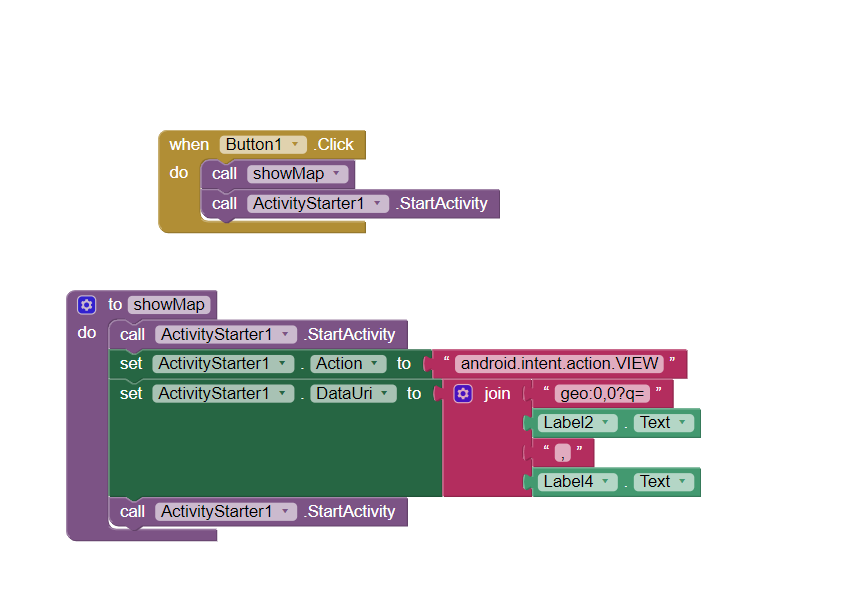 when Button1 .Click
do call showMap
call ActivityStarter1 .StartActivity
to showMap
do call ActivityStarter1 .StartActivity
set ActivityStarter1 . Action to “ android.intent.action.VIEW ”
set ActivityStarter1 . DataUri to join “ geo:0,0?q= ”
Label2 . Text
“ , ”
Label4 . Text
call ActivityStarter1 .StartActivity